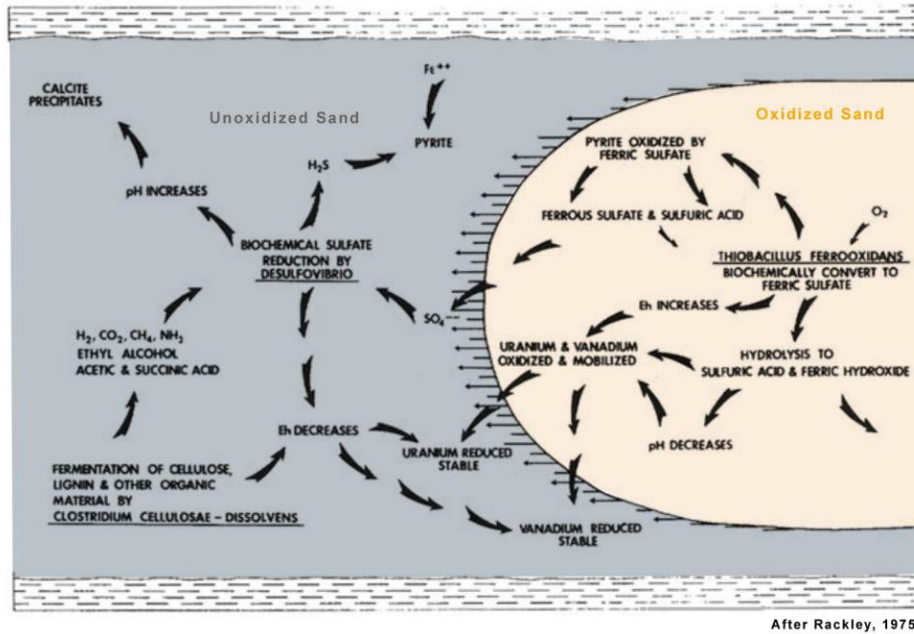 Fe++
CALCITE
PRECIPITATES
Unoxidized Sand
Oxidized Sand
PYRITE
PYRITE OXIDIZED BY
FERRIC SULFATE
H₂S
pH INCREASES
FERROUS SULFATE & SULFURIC ACID
O₂
BIOCHEMICAL SULFATE
REDUCTION BY
DESULFOVIBRIO
THIOBACILLUS FERROOXIDANS
BIOCHEMICALLY CONVERT TO
FERRIC SULFATE
SO₄--
Eh INCREASES
H₂, CO₂, CH₄, NH₃
ETHYL ALCOHOL
ACETIC & SUCCINIC ACID
URANIUM & VANADIUM
OXIDIZED & MOBILIZED
HYDROLYSIS TO
SULFURIC ACID & FERRIC HYDROXIDE
Eh DECREASES
pH DECREASES
URANIUM REDUCED
STABLE
FERMENTATION OF CELLULOSE,
LIGNIN & OTHER ORGANIC
MATERIAL BY
CLOSTRIDIUM CELLULOSAE - DISSOLVENS
VANADIUM REDUCED
STABLE
After Rackley, 1975